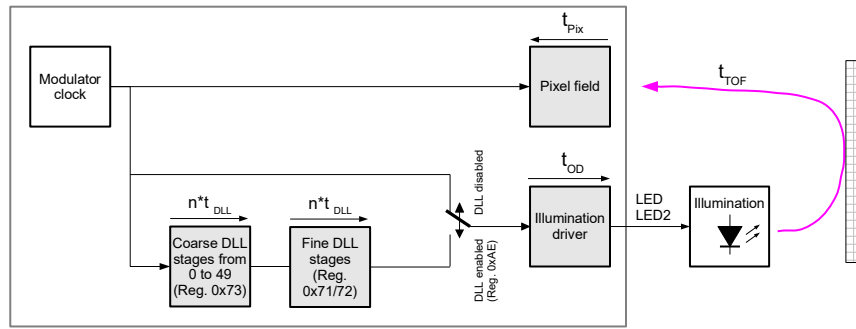 t Pix
Modulator
clock
Pixel field
t TOF
DLL disabled
t OD
n*t DLL
n*t DLL
LED
LED2
Illumination
Coarse DLL
stages from
0 to 49
(Reg. 0x73)
Fine DLL
stages
(Reg.
0x71/72)
DLL enabled
(Reg. 0xAE)
Illumination
driver